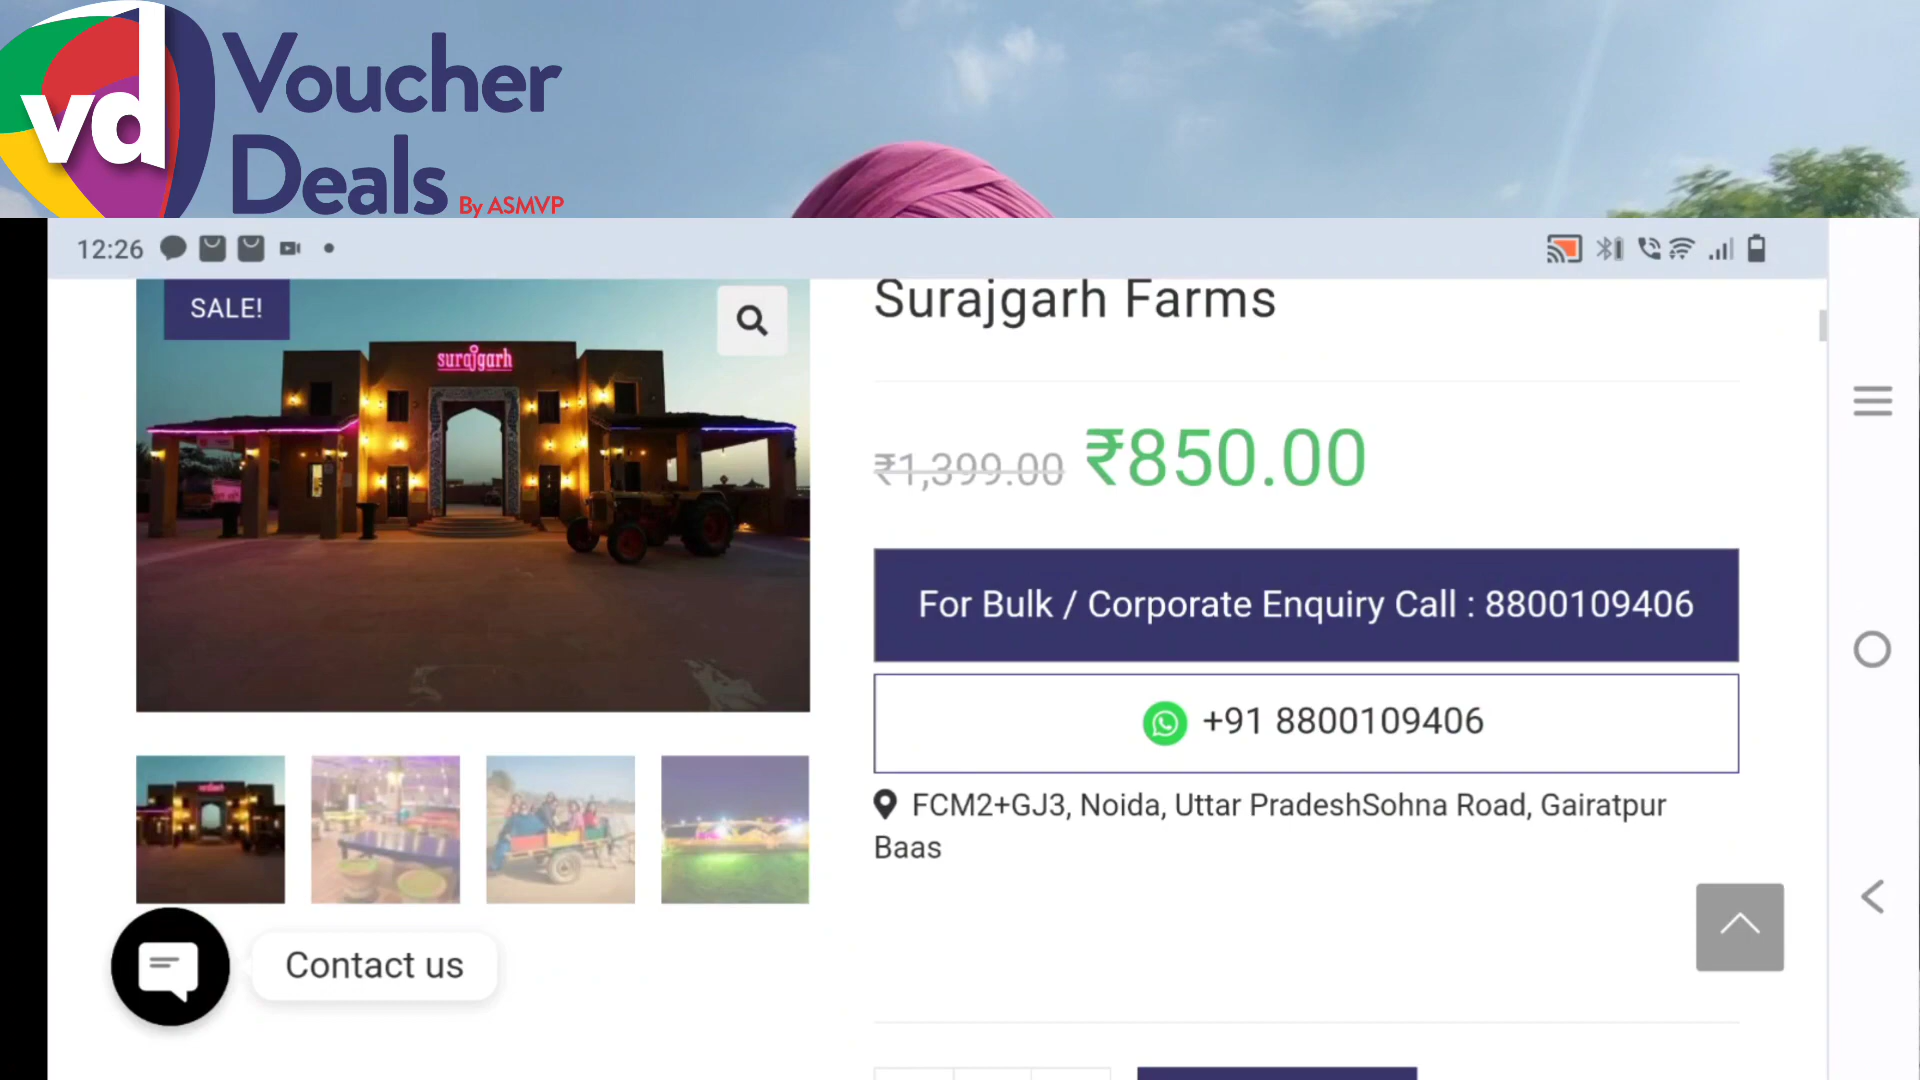 vd
Voucher
Deals By ASMVP
12:26
SALE!
surajgarh
Surajgarh Farms
₹1,399.00 ₹850.00
For Bulk / Corporate Enquiry Call : 8800109406
+91 8800109406
FCM2+GJ3, Noida, Uttar PradeshSohna Road, Gairatpur
Baas
Contact us